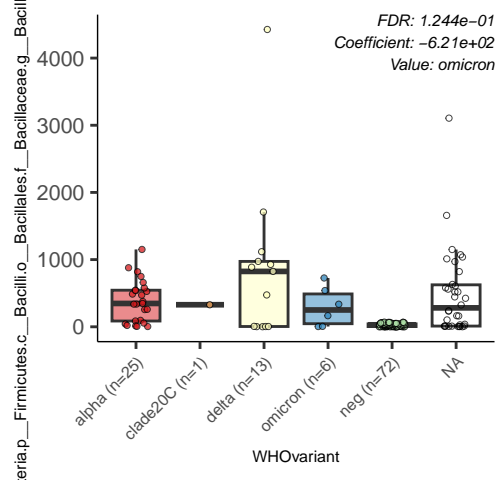 FDR: 1.244e−01
Coefficient: −6.21e+02
Value: omicron
eria.p__Firmicutes.c__Bacilli.o__Bacillales.f__Bacillaceae.g__Bacill
4000
3000
2000
1000
0
alpha (n=25)
clade20C (n=1)
delta (n=13)
omicron (n=6)
neg (n=72)
NA
WHOvariant